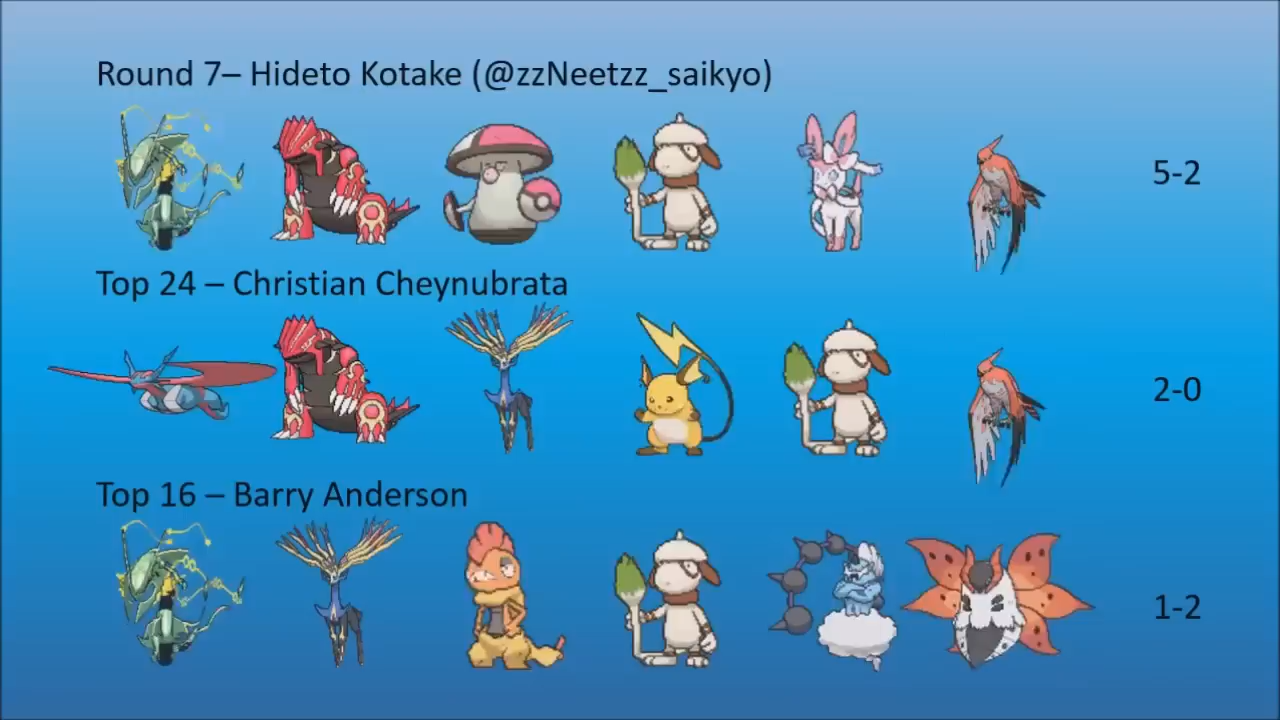 Round 7– Hideto Kotake (@zzNeetzz_saikyo)
5-2
Top 24 – Christian Cheynubrata
2-0
Top 16 – Barry Anderson
1-2